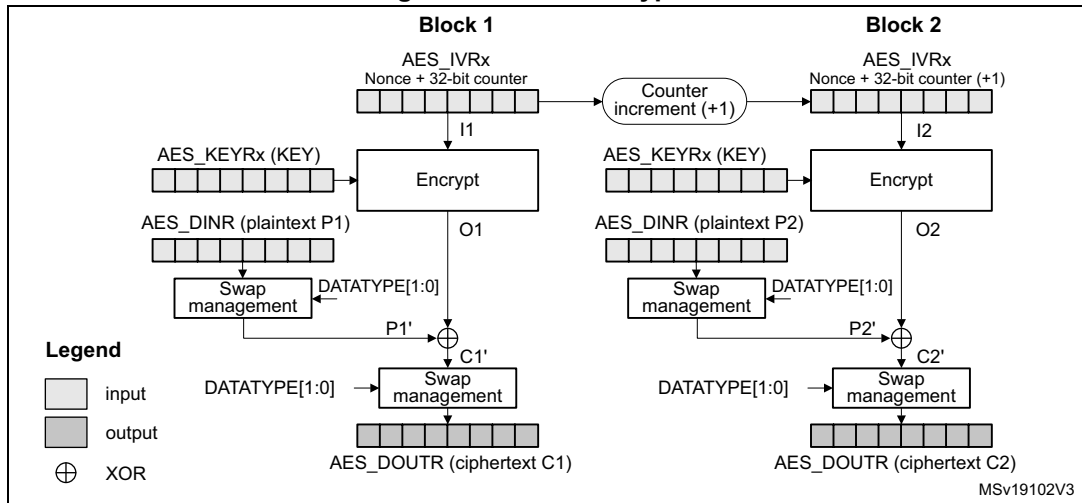 Block 1
Block 2
AES_IVRx
Nonce + 32-bit counter
Counter
increment (+1)
AES_IVRx
Nonce + 32-bit counter (+1)
I1
I2
AES_KEYRx (KEY)
Encrypt
AES_KEYRx (KEY)
Encrypt
AES_DINR (plaintext P1)
O1
AES_DINR (plaintext P2)
O2
Swap
management
DATATYPE[1:0]
Swap
management
DATATYPE[1:0]
P1'
P2'
C1'
C2'
Legend
input
output
XOR
DATATYPE[1:0]
Swap
management
DATATYPE[1:0]
Swap
management
AES_DOUTR (ciphertext C1)
AES_DOUTR (ciphertext C2)
MSv19102V3